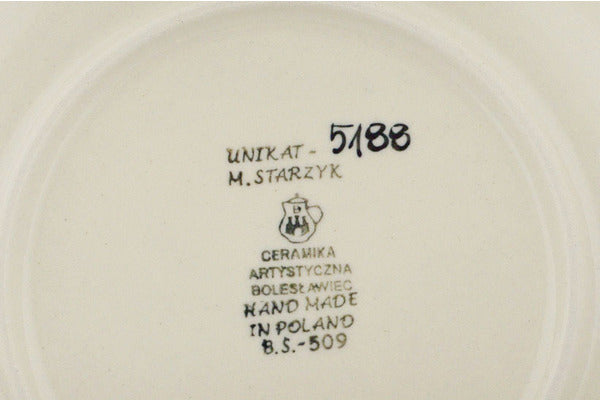 UNIKAT - 5188
M. STARZYK
CERAMIKA
ARTYSTYCZNA
BOLESŁAWIEC
HAND MADE
IN POLAND
B.S.-509